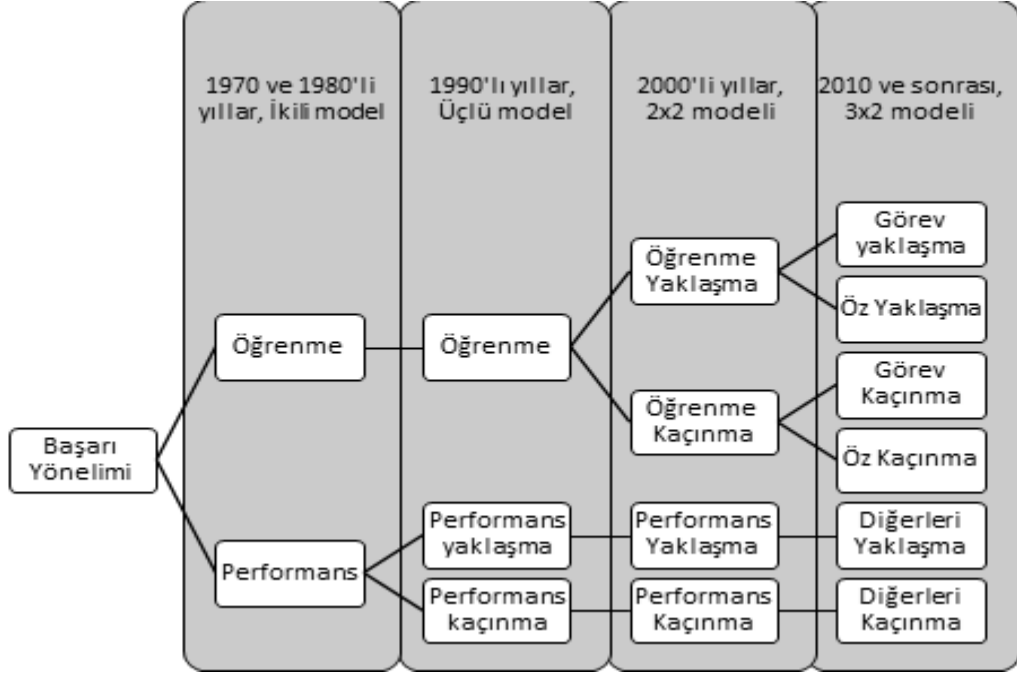 1970 ve 1980'li
yıllar, İkili model
1990'lı yıllar,
Üçlü model
2000'li yıllar,
2x2 modeli
2010 ve sonrası,
3x2 modeli
Başarı
Yönelimi
Öğrenme
Performans
Öğrenme
Performans
yaklaşma
Performans
kaçınma
Öğrenme
Yaklaşma
Öğrenme
Kaçınma
Performans
Yaklaşma
Performans
Kaçınma
Görev
yaklaşma
Öz Yaklaşma
Görev
Kaçınma
Öz Kaçınma
Diğerleri
Yaklaşma
Diğerleri
Kaçınma